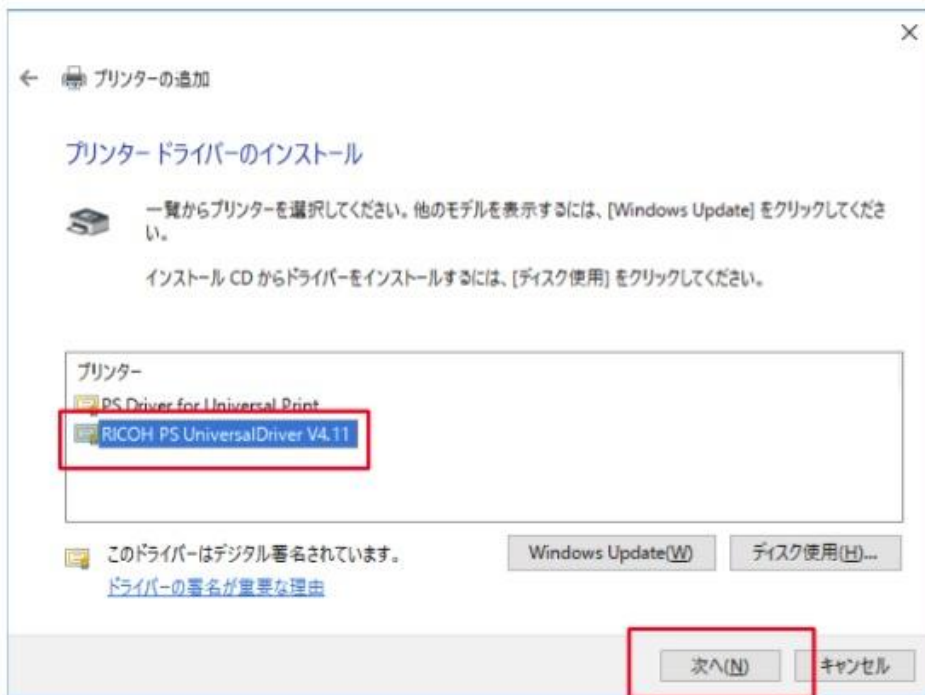 プリンターの追加
プリンター ドライバーのインストール
一覧からプリンターを選択してください。他のモデルを表示するには、[Windows Update] をクリックしてくださ
い。
インストール CD からドライバーをインストールするには、[ディスク使用] をクリックしてください。
プリンター
PS Driver for Universal Print
RICOH PS UniversalDriver V4.11
このドライバーはデジタル署名されています。
Windows Update(W)
ディスク使用(H)...
ドライバーの署名が重要な理由
次へ(N)
キャンセル